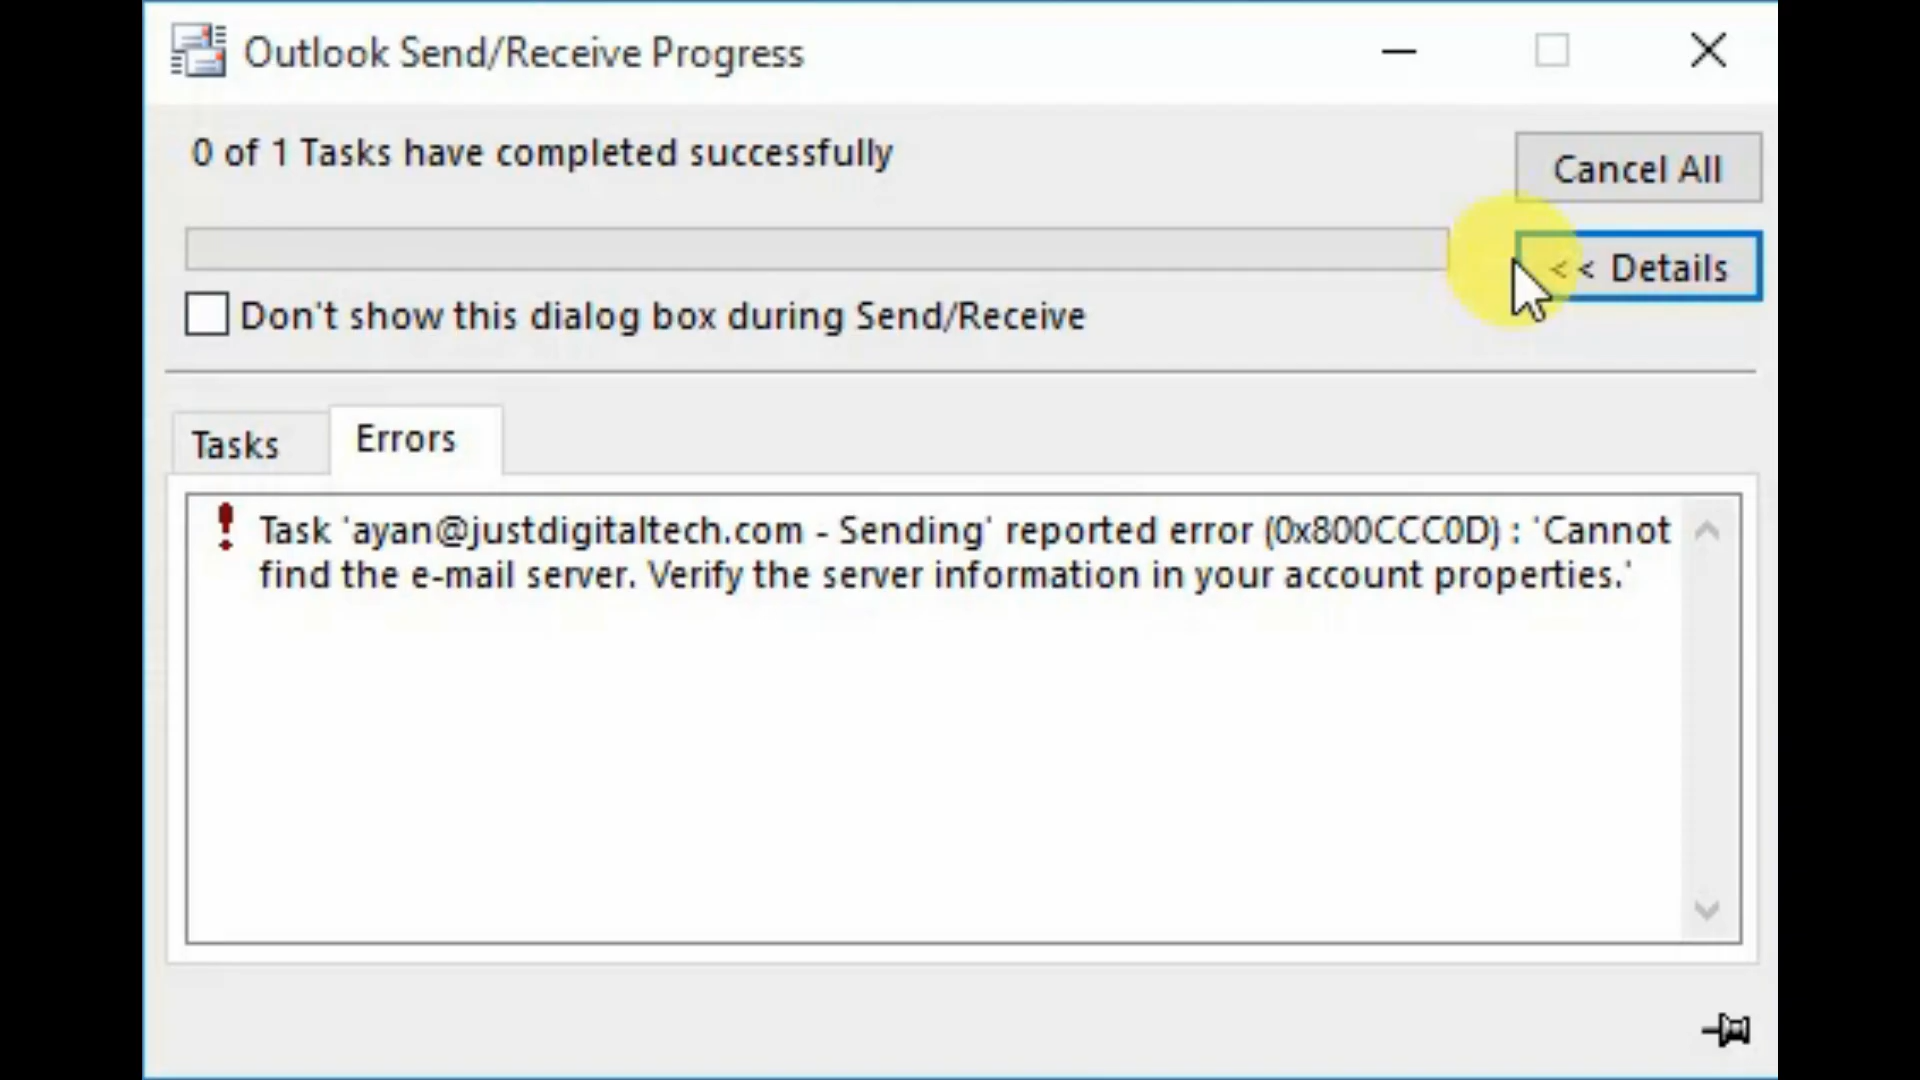 Outlook Send/Receive Progress
0 of 1 Tasks have completed successfully
Cancel All
<< Details
Don't show this dialog box during Send/Receive
Tasks
Errors
Task 'ayan@justdigitaltech.com - Sending' reported error (0x800CCC0D) : 'Cannot
find the e-mail server. Verify the server information in your account properties.'